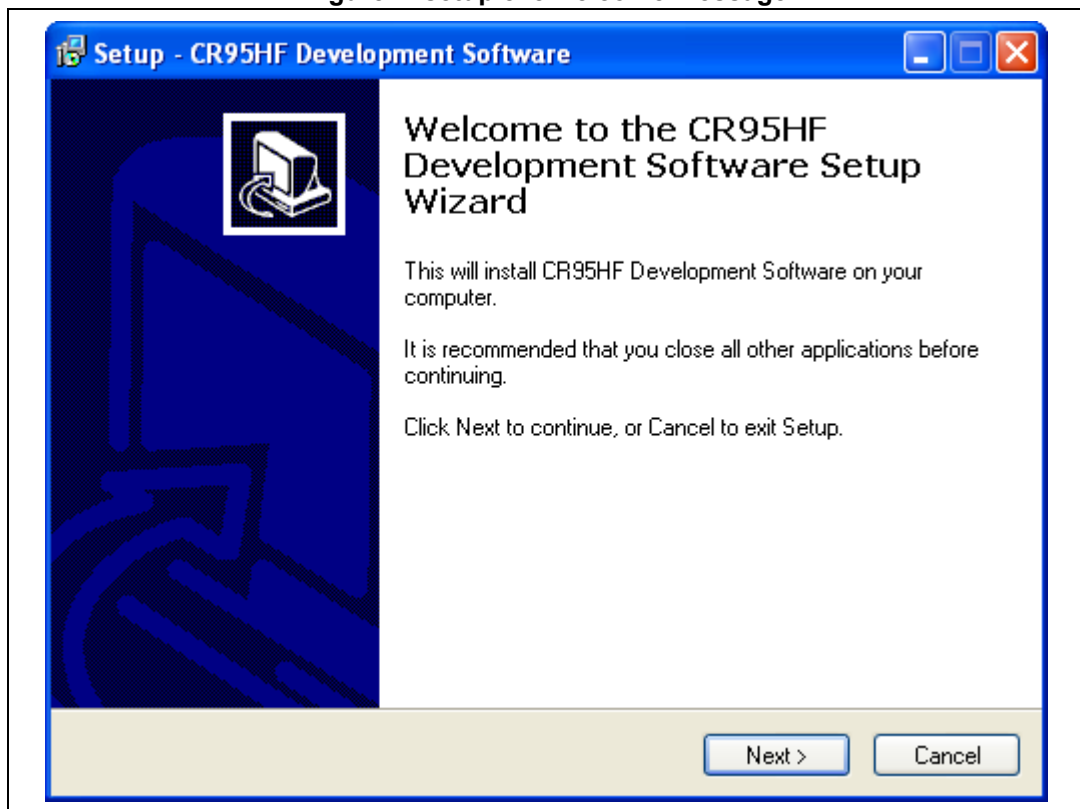 Setup - CR95HF Development Software
Welcome to the CR95HF
Development Software Setup
Wizard
This will install CR95HF Development Software on your
computer.
It is recommended that you close all other applications before
continuing.
Click Next to continue, or Cancel to exit Setup.
Next >
Cancel